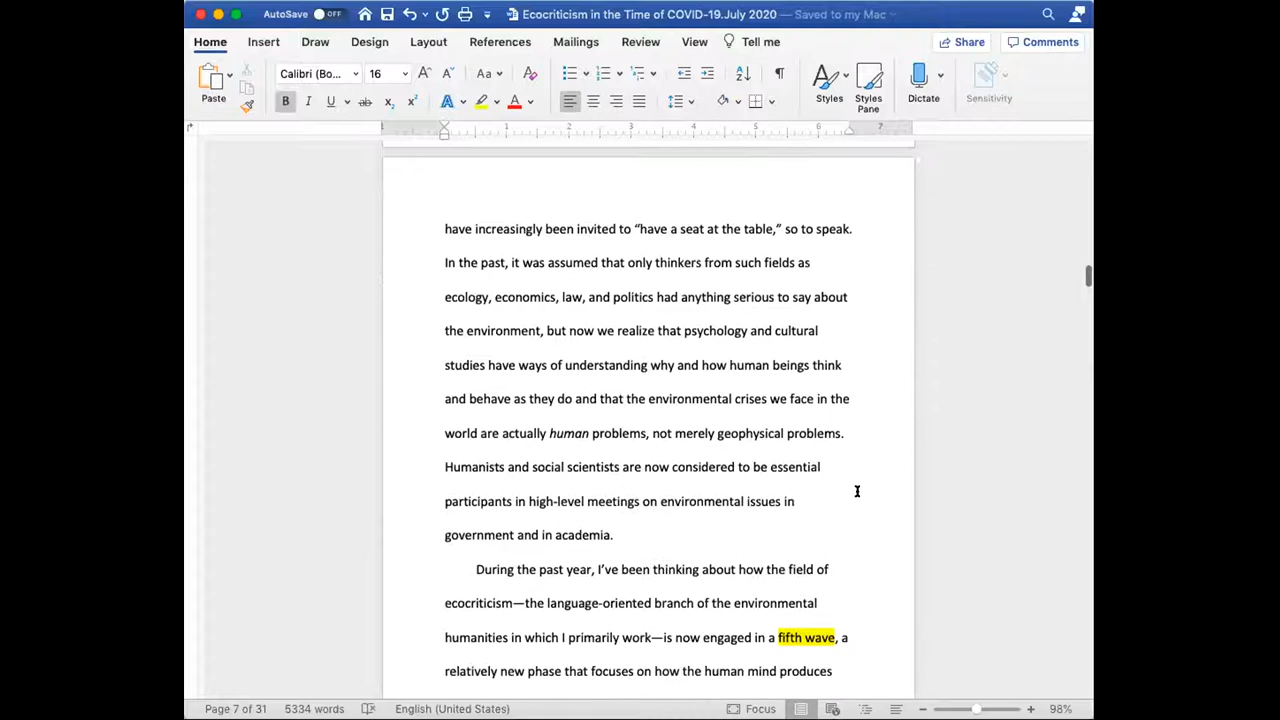 AutoSave OFF Ecocriticism in the Time of COVID-19.July 2020 — Saved to my Mac
Home Insert Draw Design Layout References Mailings Review View Tell me Share Comments
Calibri (Bo... 16
Paste Styles Styles Pane Dictate Sensitivity
1 1 2 3 4 5 6 7
have increasingly been invited to “have a seat at the table,” so to speak.
In the past, it was assumed that only thinkers from such fields as
ecology, economics, law, and politics had anything serious to say about
the environment, but now we realize that psychology and cultural
studies have ways of understanding why and how human beings think
and behave as they do and that the environmental crises we face in the
world are actually human problems, not merely geophysical problems.
Humanists and social scientists are now considered to be essential
participants in high-level meetings on environmental issues in
government and in academia.
During the past year, I’ve been thinking about how the field of
ecocriticism—the language-oriented branch of the environmental
humanities in which I primarily work—is now engaged in a fifth wave, a
relatively new phase that focuses on how the human mind produces
Page 7 of 31 5334 words English (United States) Focus 98%